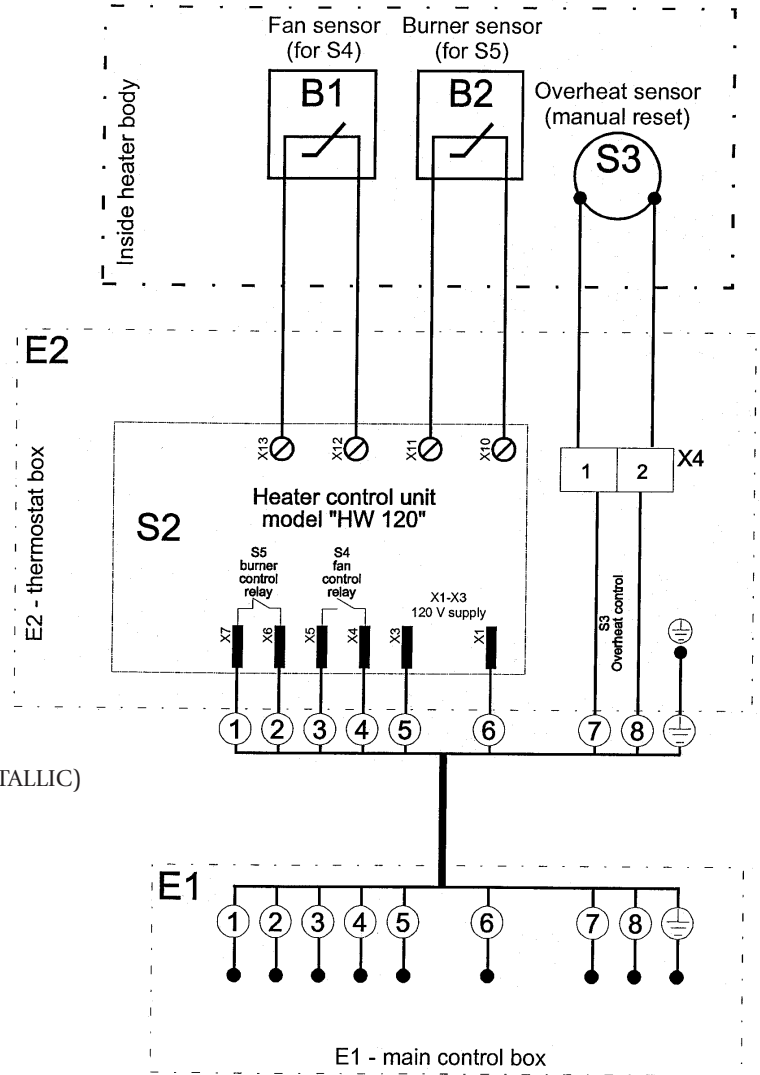 Fan sensor
(for S4)
Burner sensor
(for S5)
B1
B2
Overheat sensor
(manual reset)
S3
Inside heater body
E2
E2 - thermostat box
X13
X12
X11
X10
1
2
X4
Heater control unit
model "HW 120"
S2
S5
burner
control
relay
S4
fan
control
relay
X1-X3
120 V supply
X7
X6
X5
X4
X3
X1
S3
Overheat control
1
2
3
4
5
6
7
8
TALLIC)
E1
1
2
3
4
5
6
7
8
E1 - main control box